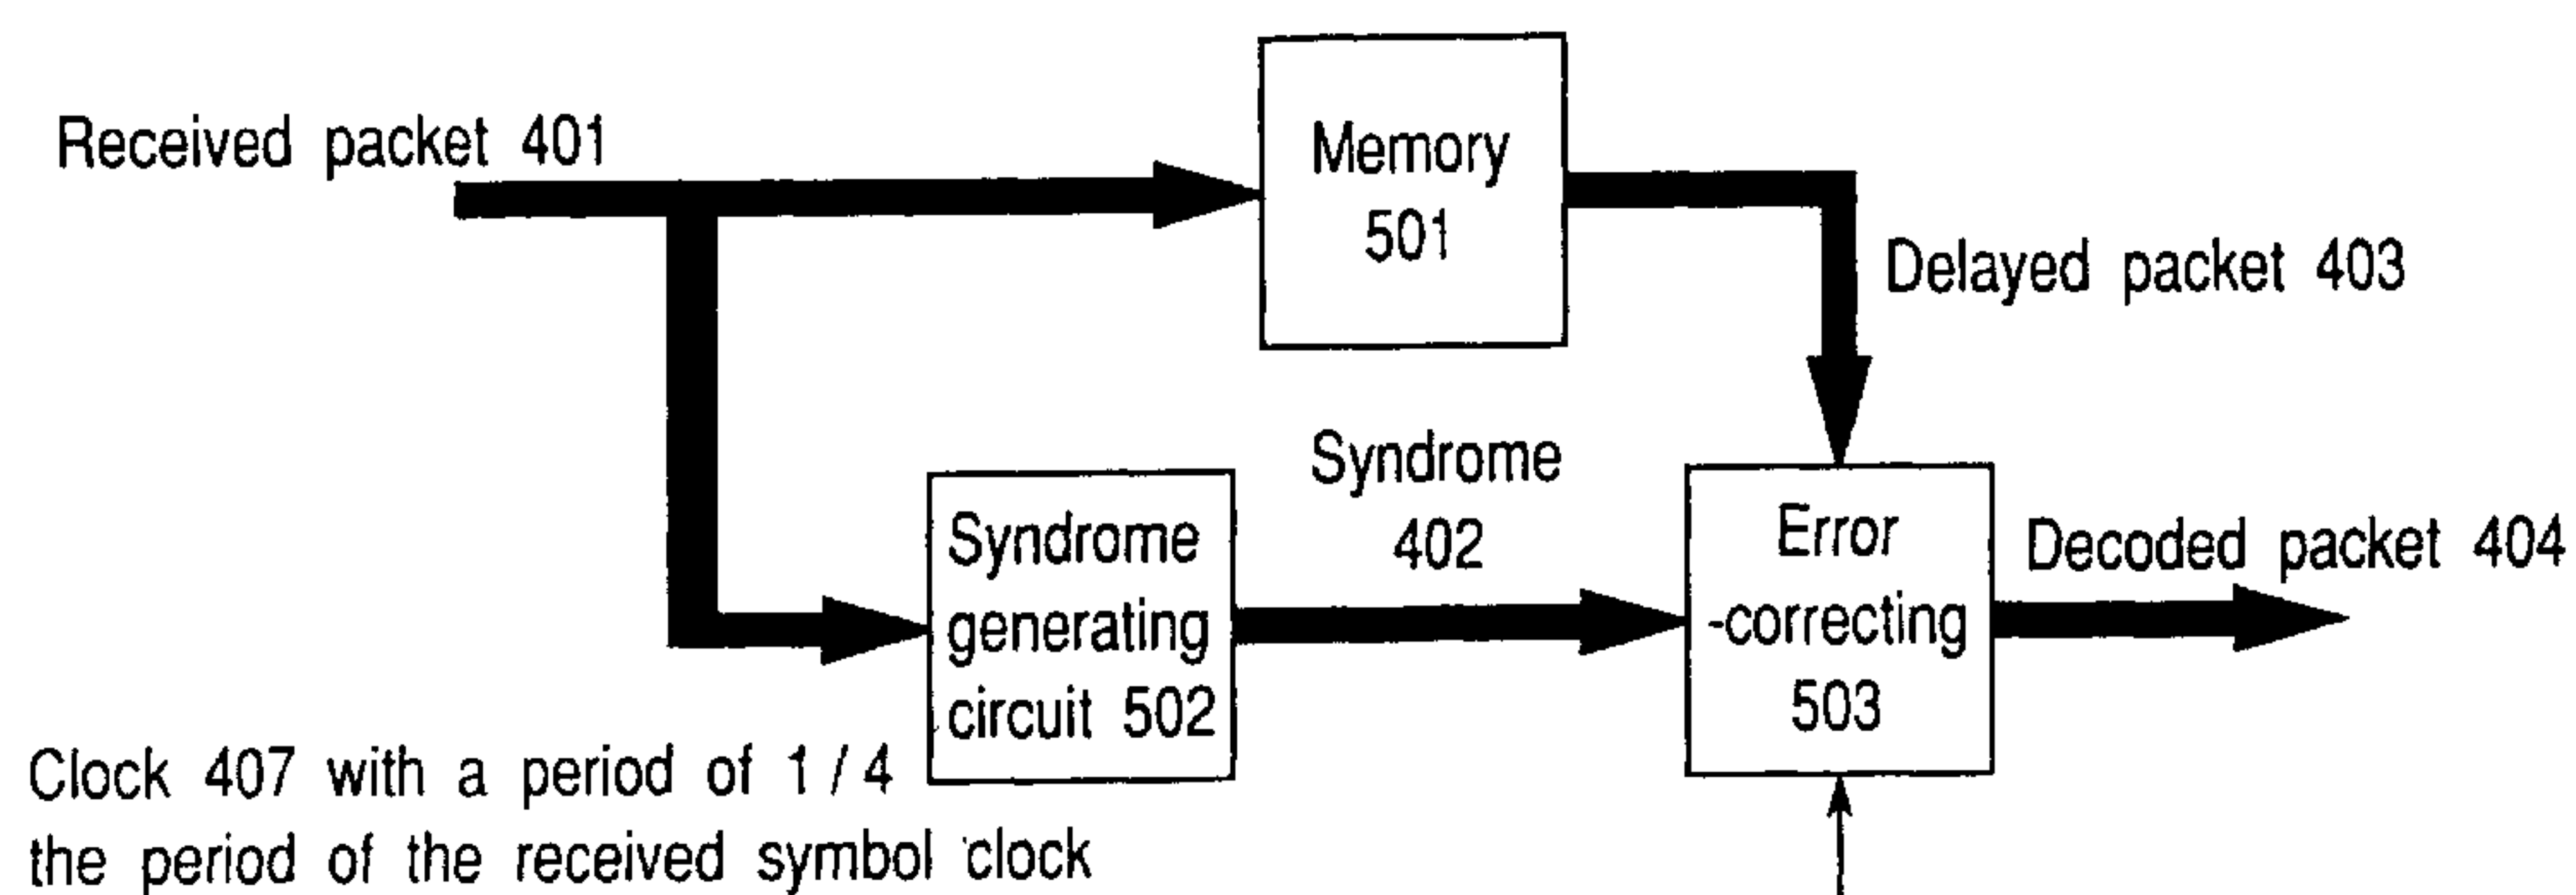 Received packet 401
Memory
501
Delayed packet 403
Syndrome
402
Syndrome
generating
circuit 502
Error
-correcting
503
Decoded packet 404
Clock 407 with a period of 1 / 4
the period of the received symbol clock